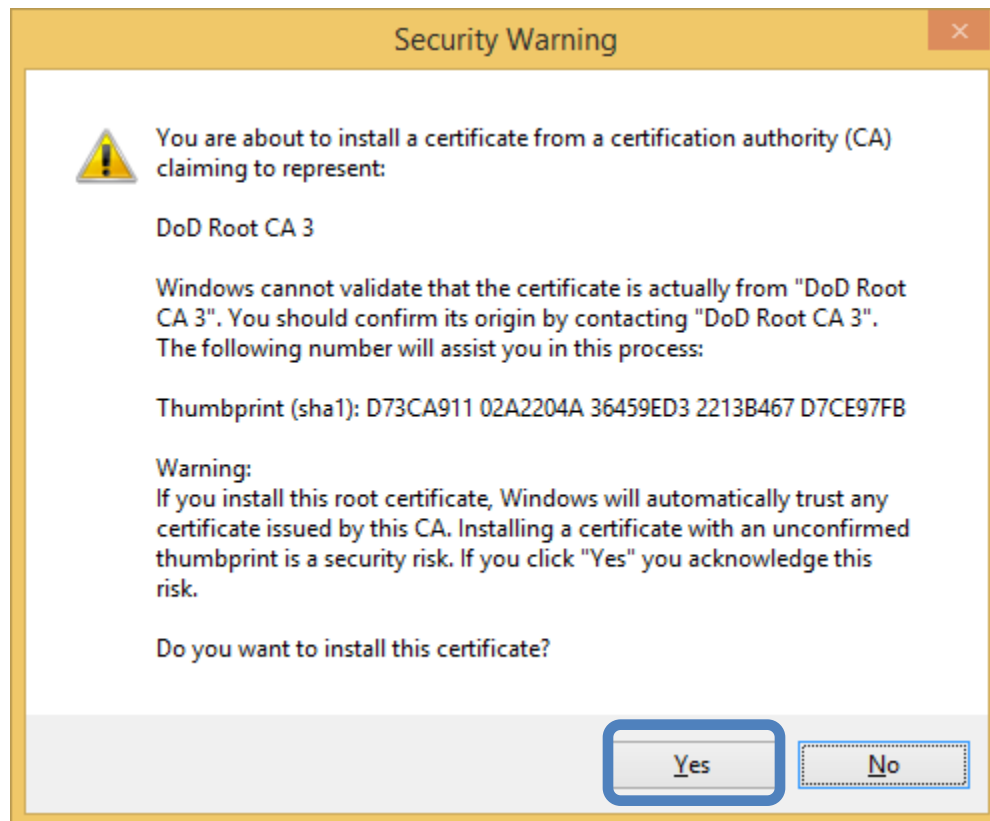 Security Warning
You are about to install a certificate from a certification authority (CA)
claiming to represent:
DoD Root CA 3
Windows cannot validate that the certificate is actually from "DoD Root
CA 3". You should confirm its origin by contacting "DoD Root CA 3".
The following number will assist you in this process:
Thumbprint (sha1): D73CA911 02A2204A 36459ED3 2213B467 D7CE97FB
Warning:
If you install this root certificate, Windows will automatically trust any
certificate issued by this CA. Installing a certificate with an unconfirmed
thumbprint is a security risk. If you click "Yes" you acknowledge this
risk.
Do you want to install this certificate?
Yes No